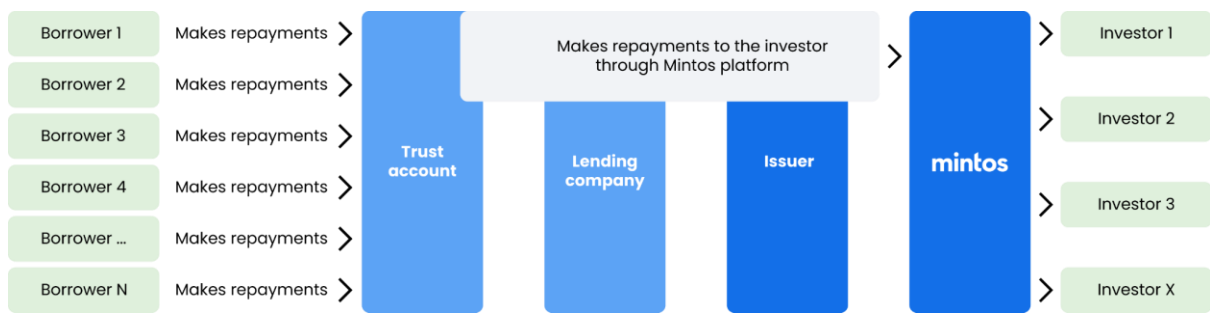 Borrower 1
Makes repayments
Borrower 2
Makes repayments
Borrower 3
Makes repayments
Borrower 4
Makes repayments
Borrower ...
Makes repayments
Borrower N
Makes repayments
Trust
account
Makes repayments to the investor
through Mintos platform
Lending
company
Issuer
mintos
Investor 1
Investor 2
Investor 3
Investor X